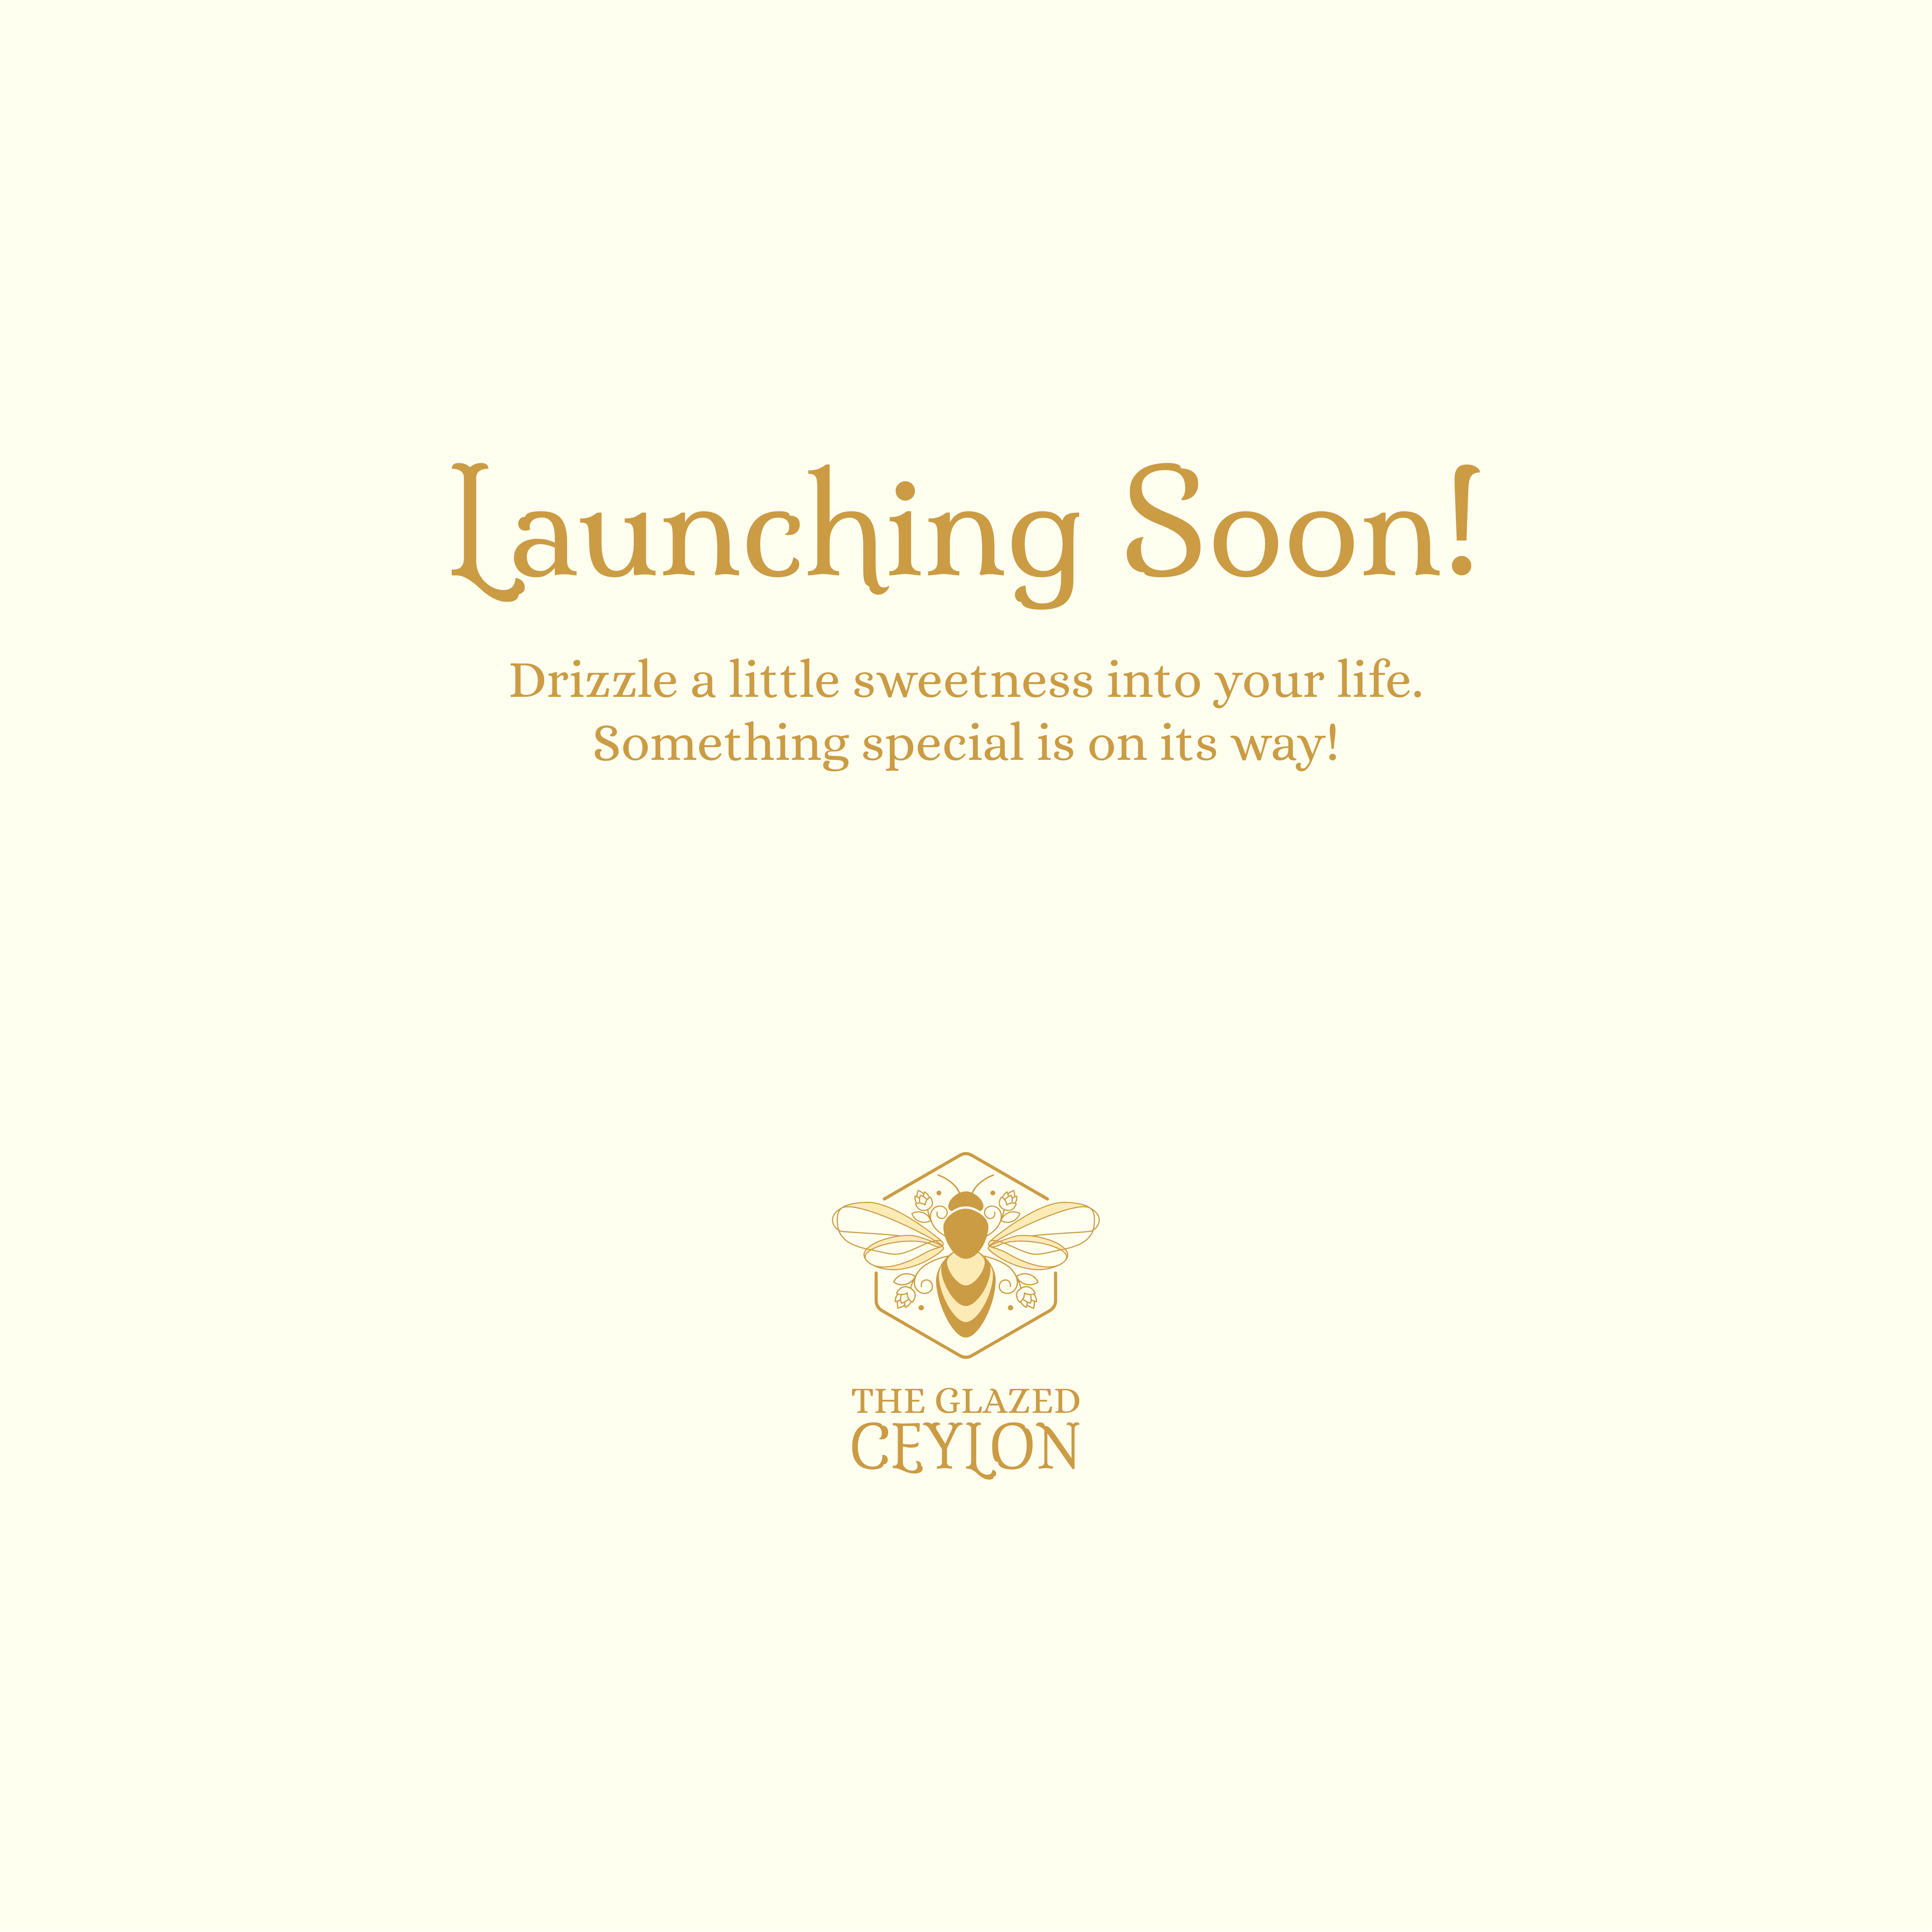 Launching Soon!
Drizzle a little sweetness into your life.
Something special is on its way!
THE GLAZED
CEYLON